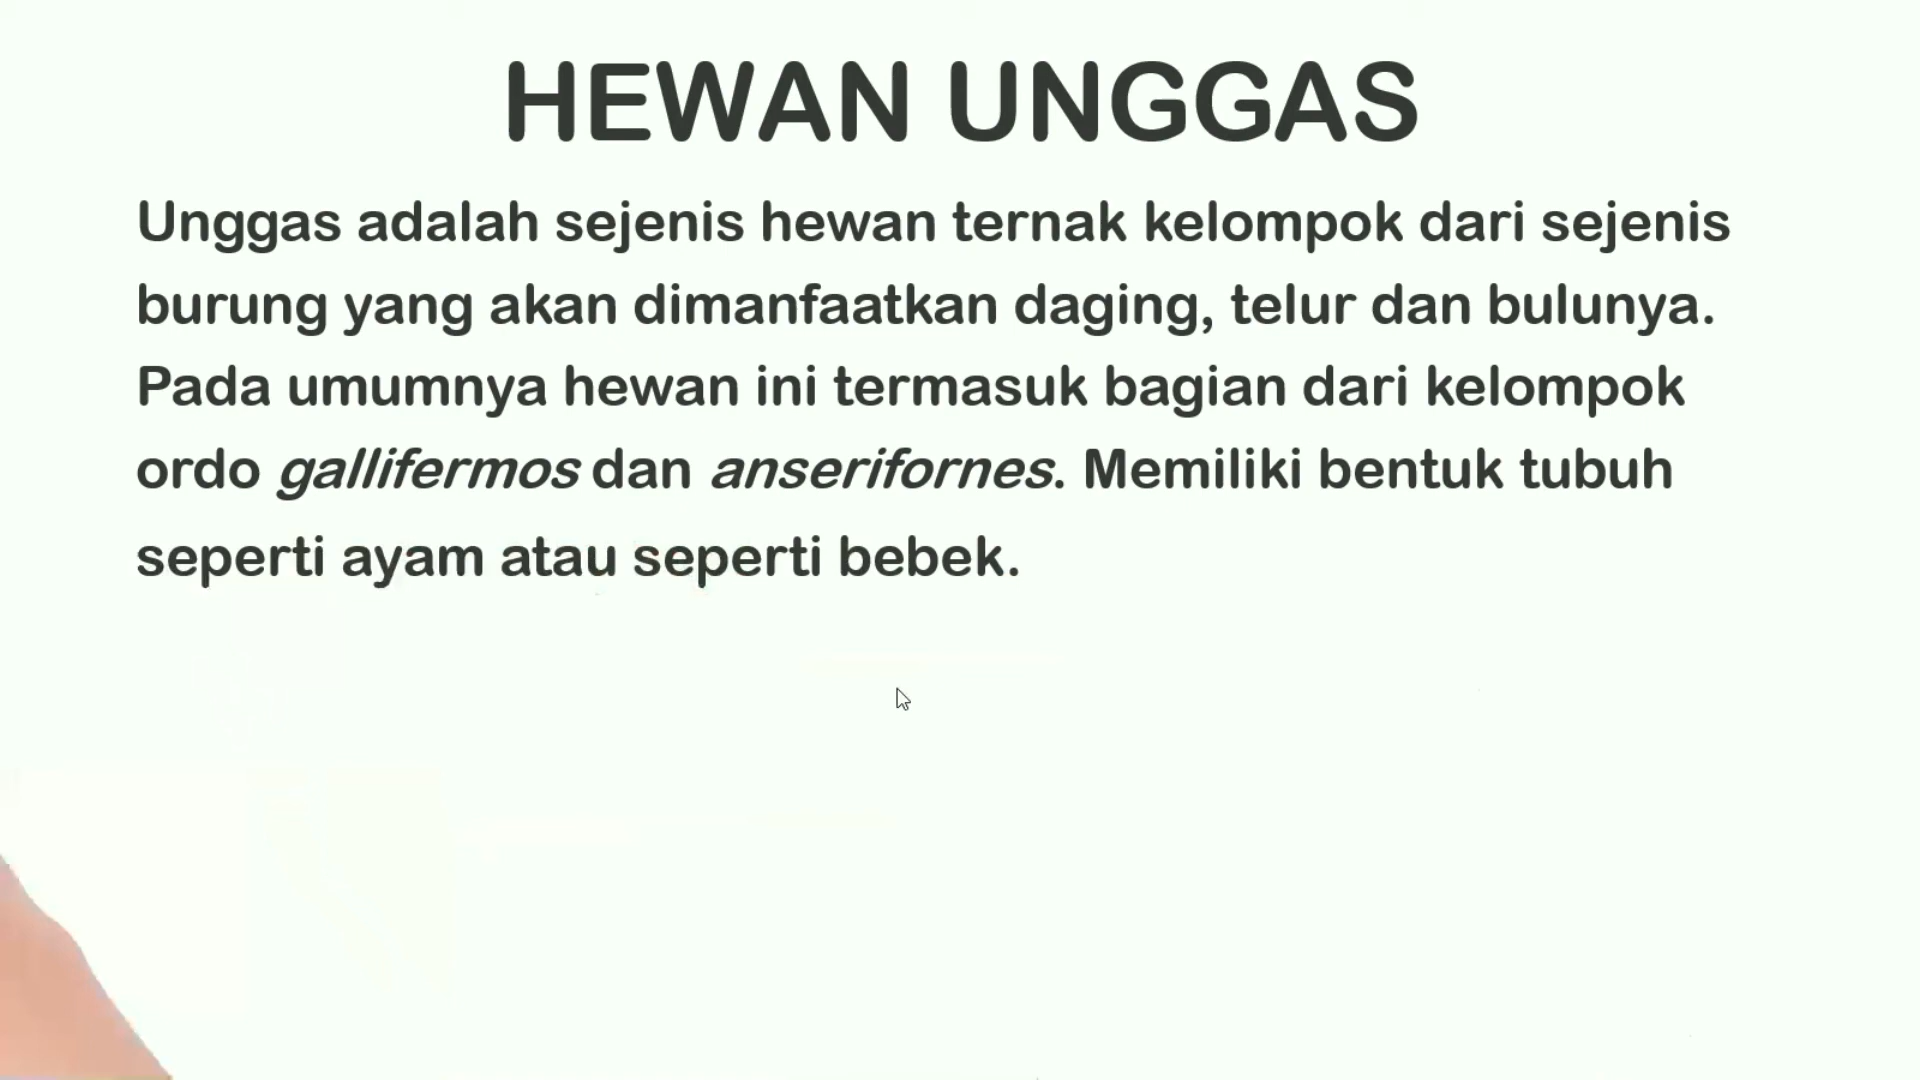 HEWAN UNGGAS
Unggas adalah sejenis hewan ternak kelompok dari sejenis
burung yang akan dimanfaatkan daging, telur dan bulunya.
Pada umumnya hewan ini termasuk bagian dari kelompok
ordo gallifermos dan anserifornes. Memiliki bentuk tubuh
seperti ayam atau seperti bebek.